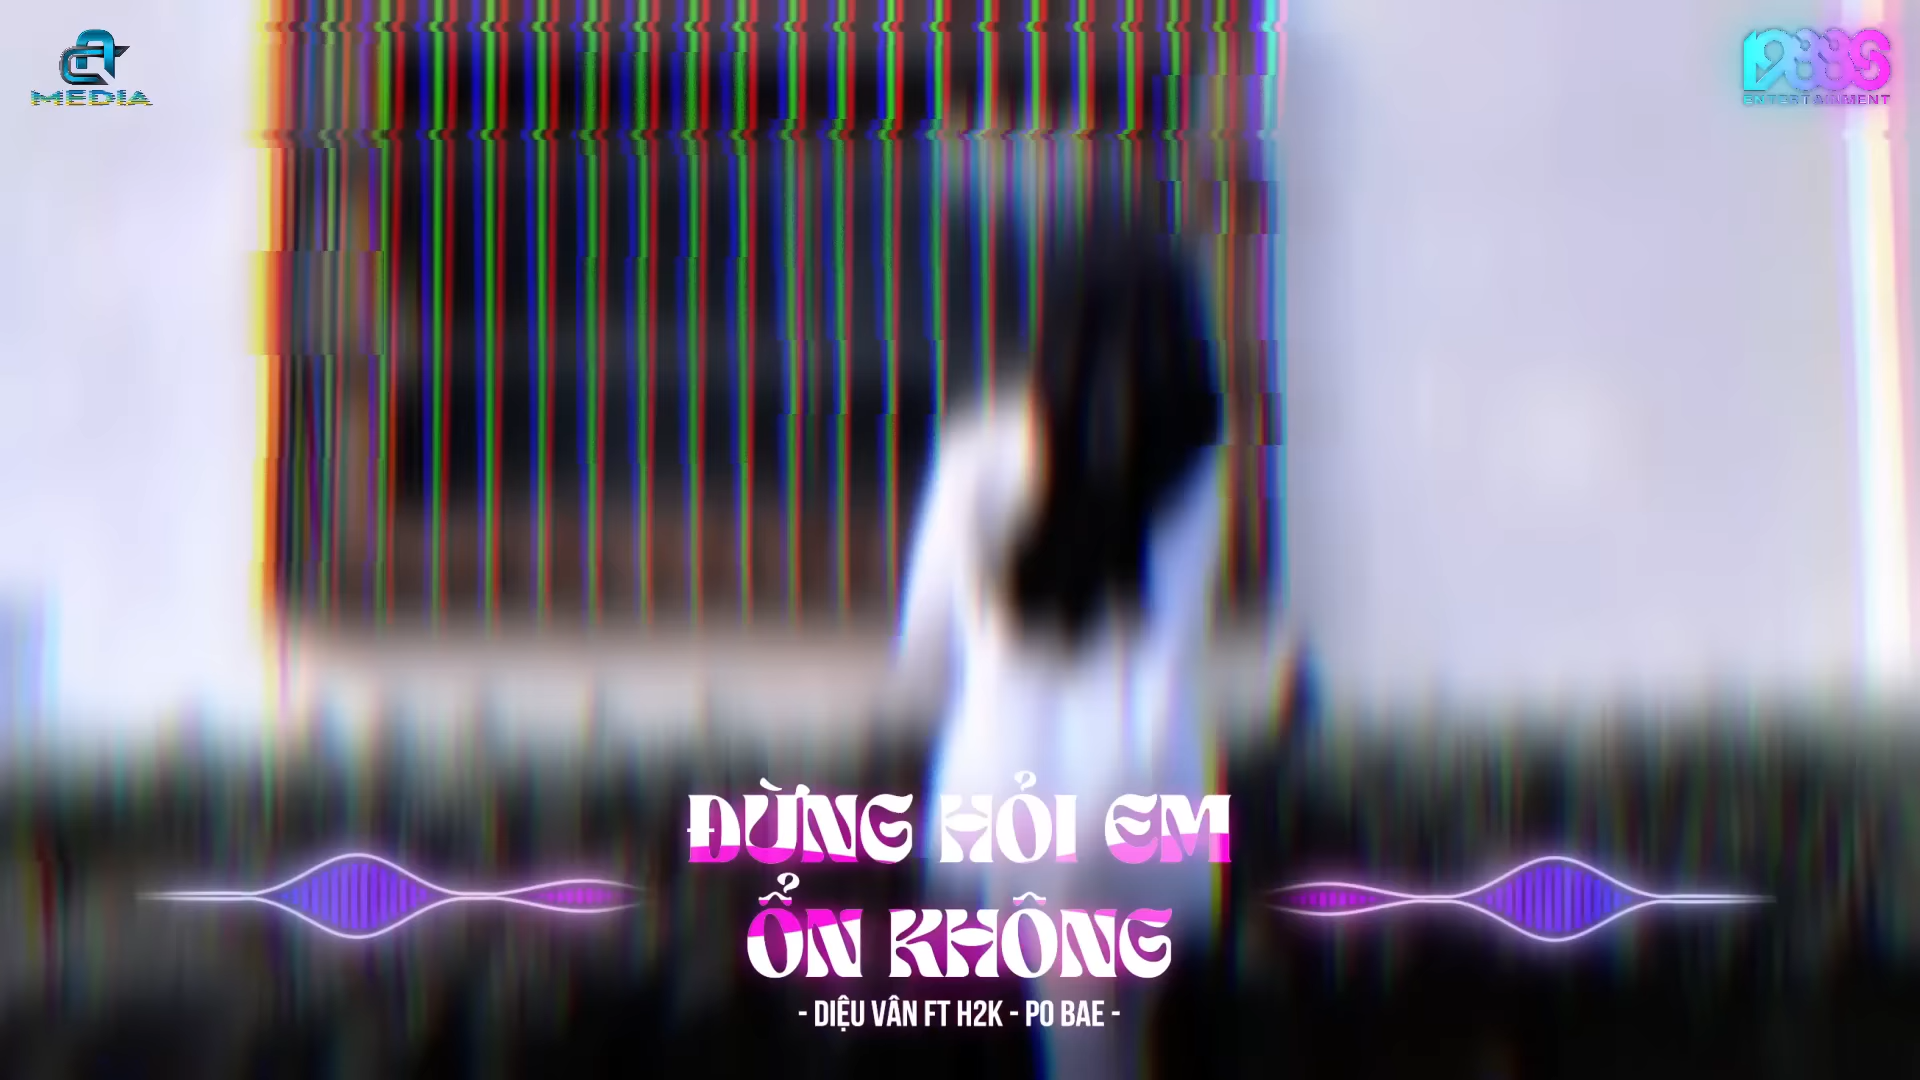 MEDIA
1988S
ENTERTAINMENT
ĐỪNG HỎI EM
ỔN KHÔNG
- DIỆU VÂN FT H2K - PO BAE -